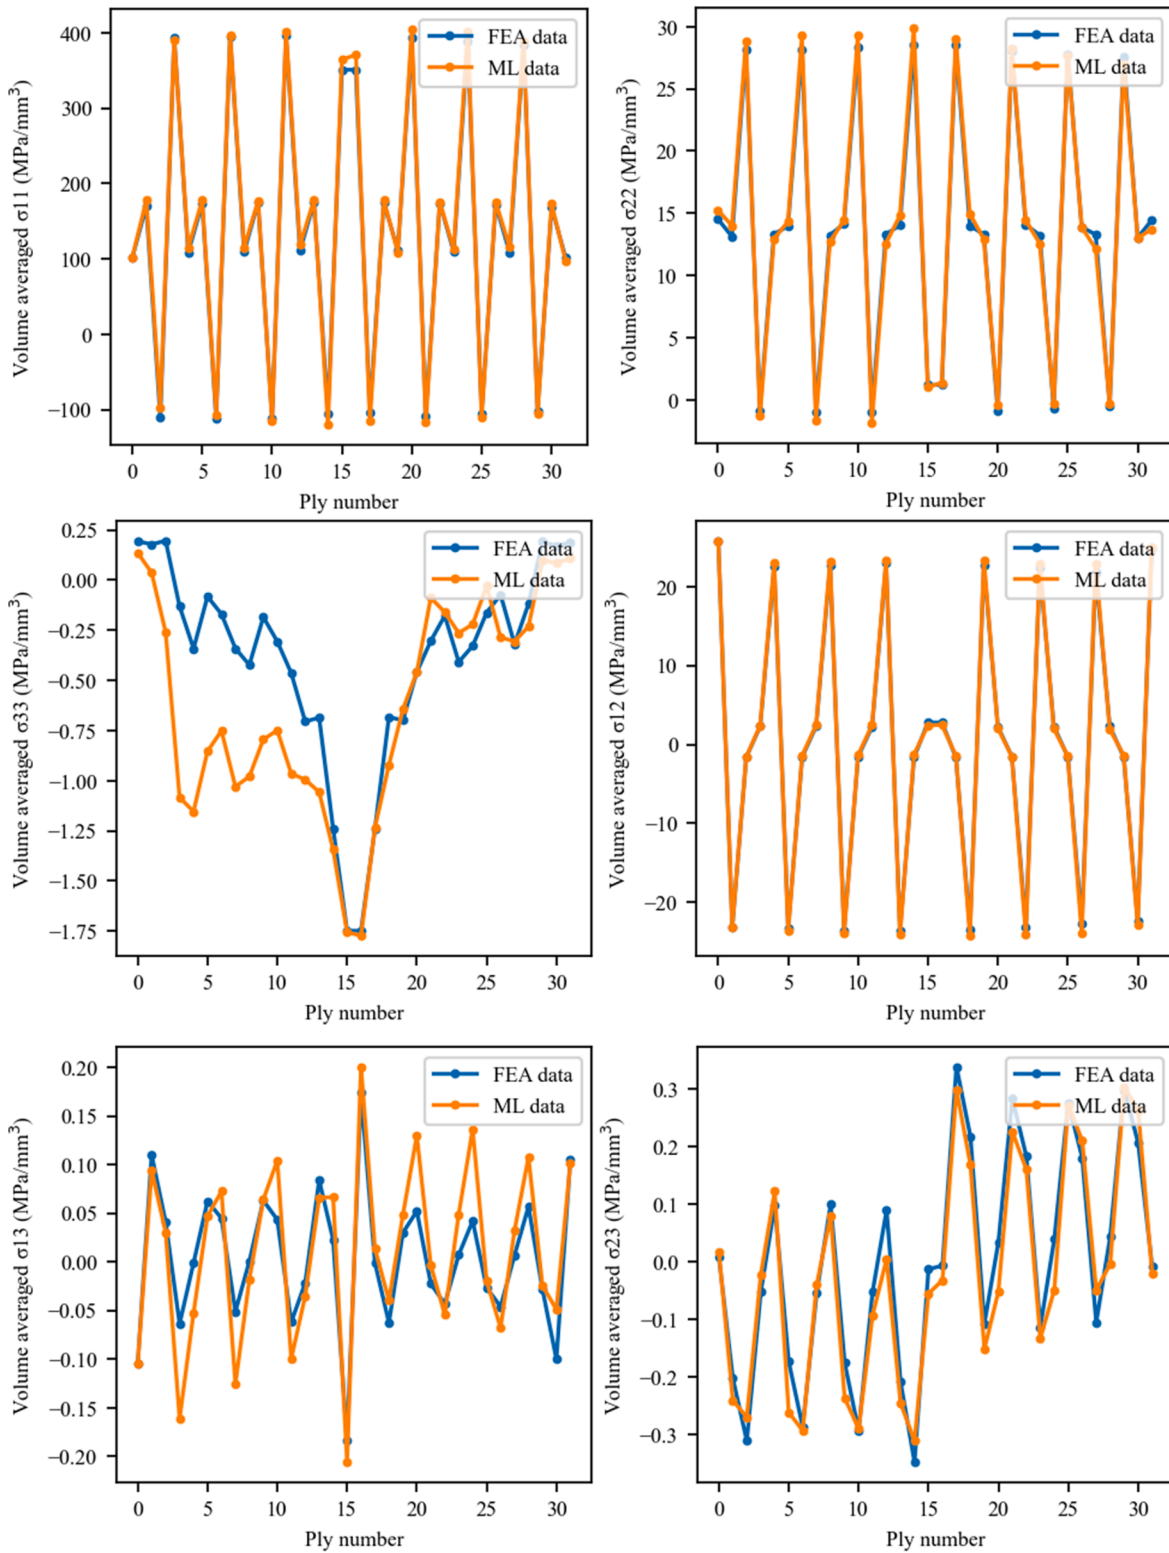 400
300
200
100
0
−100
Volume averaged σ11 (MPa/mm³)
FEA data
ML data
0 5 10 15 20 25 30
Ply number
30
25
20
15
10
5
0
Volume averaged σ22 (MPa/mm³)
FEA data
ML data
0 5 10 15 20 25 30
Ply number
0.25
0.00
−0.25
−0.50
−0.75
−1.00
−1.25
−1.50
−1.75
Volume averaged σ33 (MPa/mm³)
FEA data
ML data
0 5 10 15 20 25 30
Ply number
20
10
0
−10
−20
Volume averaged σ12 (MPa/mm³)
FEA data
ML data
0 5 10 15 20 25 30
Ply number
0.20
0.15
0.10
0.05
0.00
−0.05
−0.10
−0.15
−0.20
Volume averaged σ13 (MPa/mm³)
FEA data
ML data
0 5 10 15 20 25 30
Ply number
0.3
0.2
0.1
0.0
−0.1
−0.2
−0.3
Volume averaged σ23 (MPa/mm³)
FEA data
ML data
0 5 10 15 20 25 30
Ply number